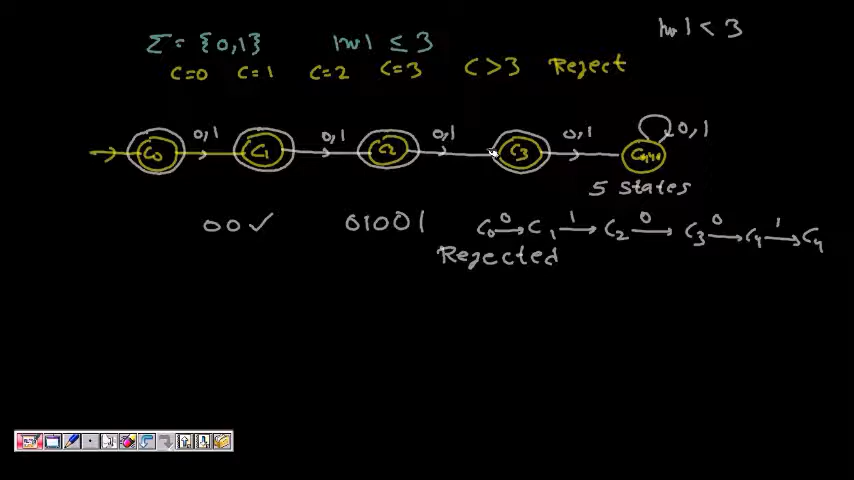 |w| < 3
Σ = {0,1} |w| ≤ 3
C=0 C=1 C=2 C=3 C>3 Reject
0,1 0,1 0,1 0,1 0,1
C0 C1 C2 C3
5 states
00✓ 01001 C0 0→ C1 1→ C2 0→ C3 0→ C4 1→ C4
Rejected